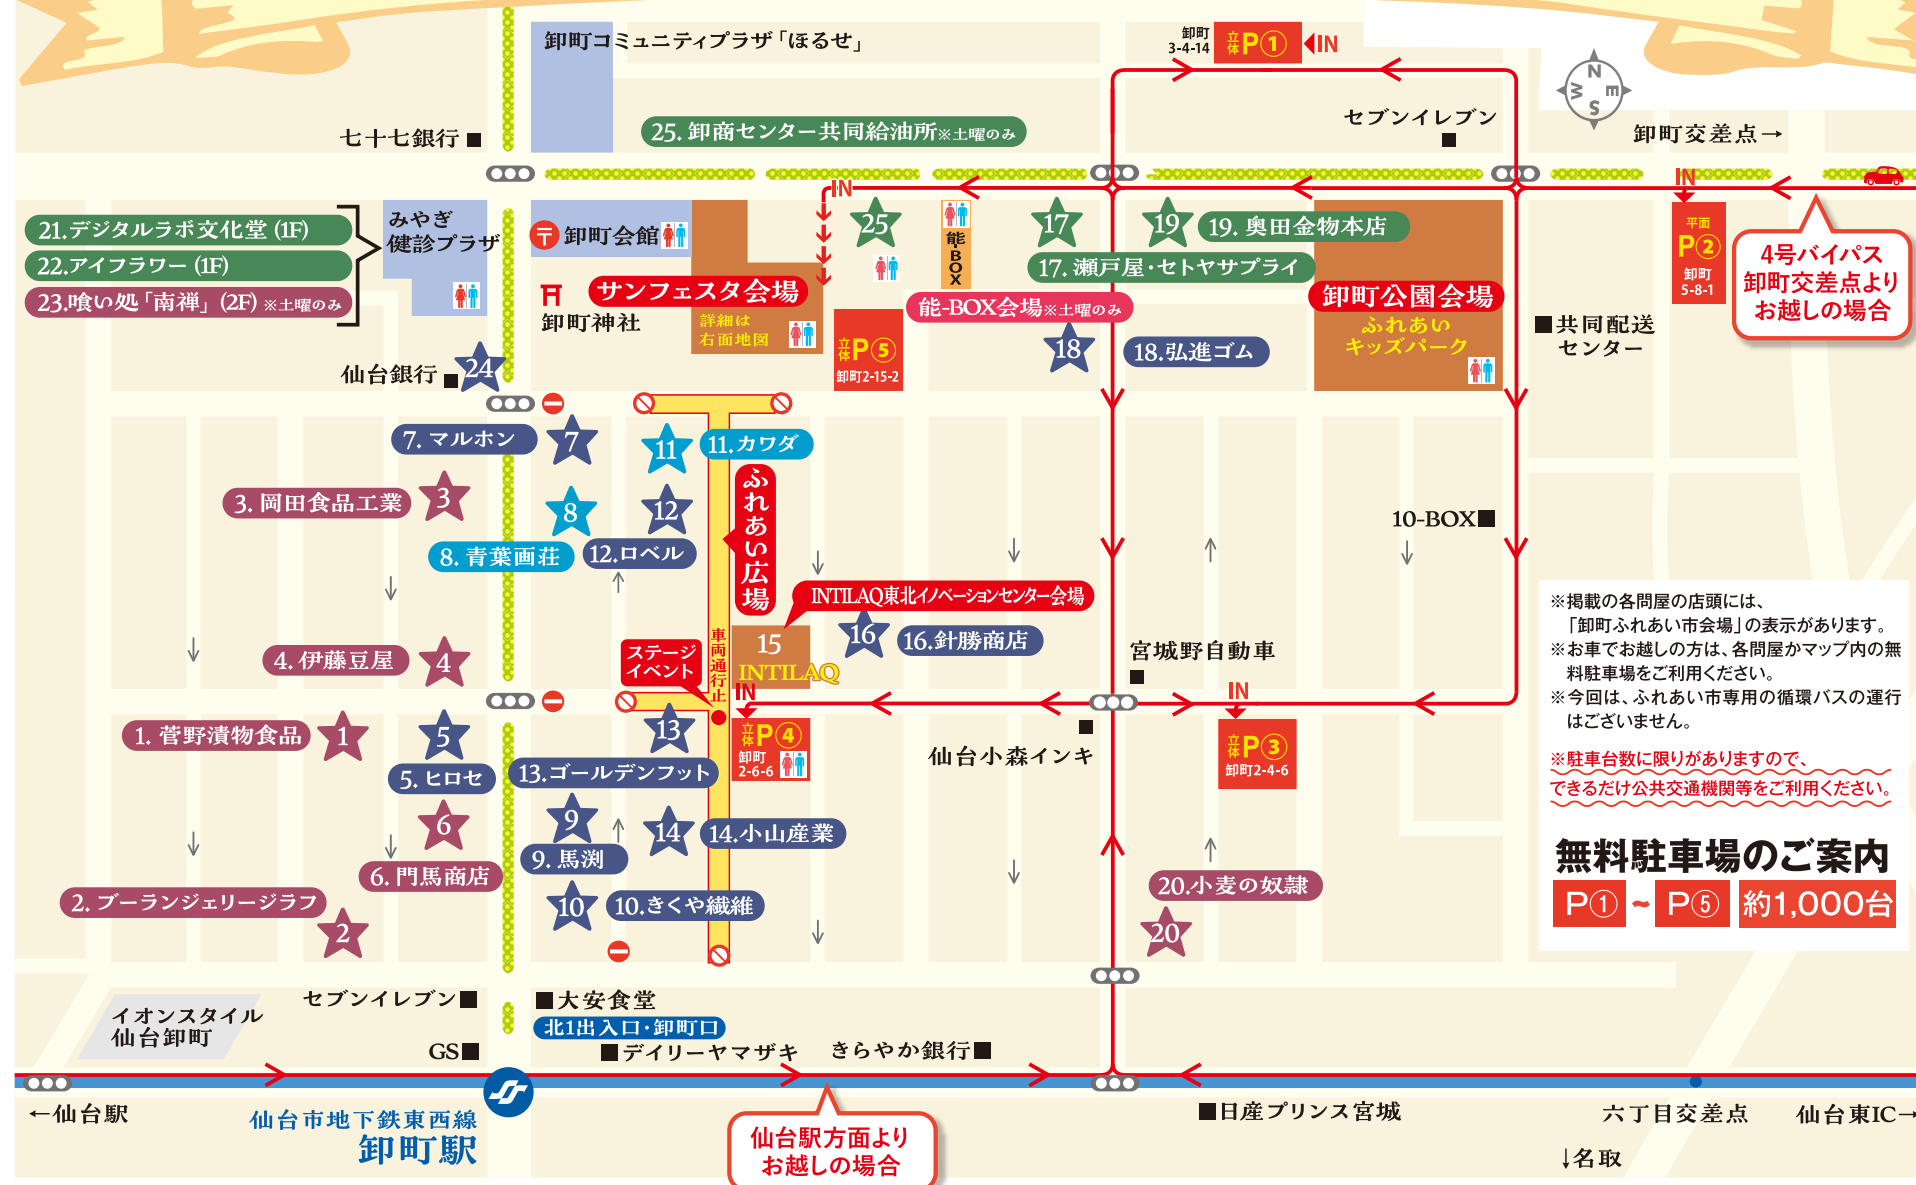 卸町コミュニティプラザ「ほるせ」
卸町
3-4-14
立体P①
IN
N
E
S
W
セブンイレブン
卸町交差点→
七十七銀行
25. 卸商センター共同給油所※土曜のみ
IN
IN
21.デジタルラボ文化堂 (1F)
22.アイフラワー (1F)
23.喰い処「南禅」(2F) ※土曜のみ
みやぎ
健診プラザ
〒
卸町会館
サンフェスタ会場
詳細は
右面地図
卸町神社
25
能-BOX
17
19
19. 奥田金物本店
17. 瀬戸屋・セトヤサプライ
能-BOX会場※土曜のみ
卸町公園会場
ふれあい
キッズパーク
平面
P②
卸町
5-8-1
4号バイパス
卸町交差点より
お越しの場合
立体P⑤
卸町2-15-2
18
18.弘進ゴム
共同配送
センター
仙台銀行
24
7. マルホン
7
11
11.カワダ
3. 岡田食品工業
3
8
12
ふれあい広場
10-BOX
8. 青葉画荘
12.ロベル
INTILAQ東北イノベーションセンター会場
15
INTILAQ
16
16.針勝商店
ステージ
イベント
車両通行止
4. 伊藤豆屋
4
宮城野自動車
IN
IN
1. 菅野漬物食品
1
5
13
立体P④
卸町
2-6-6
仙台小森インキ
立体P③
卸町2-4-6
5. ヒロセ
13.ゴールデンフット
6
9
14
14.小山産業
6. 門馬商店
9. 馬渕
2. ブーランジェリージラフ
2
10
10.きくや繊維
20.小麦の奴隷
20
※掲載の各問屋の店頭には、
「卸町ふれあい市会場」の表示があります。
※お車でお越しの方は、各問屋かマップ内の無
料駐車場をご利用ください。
※今回は、ふれあい市専用の循環バスの運行
はございません。
※駐車台数に限りがありますので、
できるだけ公共交通機関等をご利用ください。
無料駐車場のご案内
P①～P⑤ 約1,000台
イオンスタイル
仙台卸町
セブンイレブン
大安食堂
北1出入口・卸町口
GS
デイリーヤマザキ
きらやか銀行
←仙台駅
仙台市地下鉄東西線
卸町駅
仙台駅方面より
お越しの場合
日産プリンス宮城
六丁目交差点
仙台東IC→
↓名取